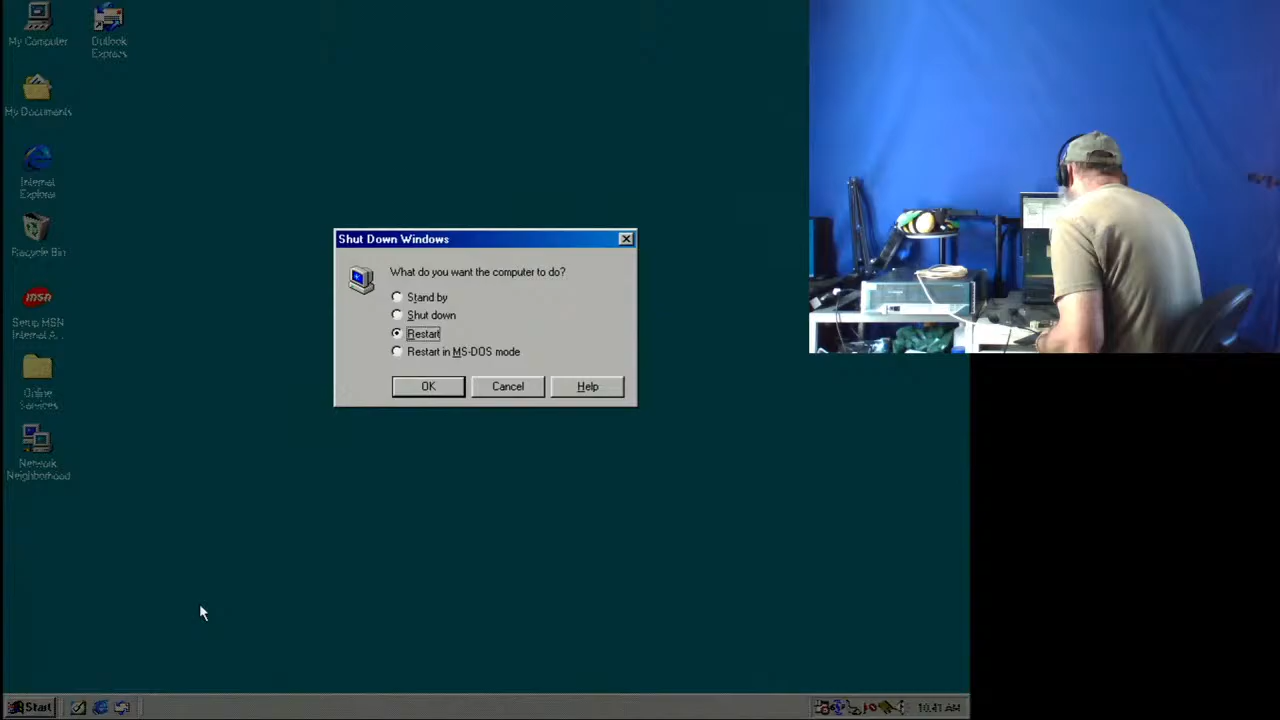 My Computer
Outlook
Express
My Documents
Internet
Explorer
Recycle Bin
msn
Setup MSN
Internet A...
Online
Services
Network
Neighborhood
Shut Down Windows
What do you want the computer to do?
Stand by
Shut down
Restart
Restart in MS-DOS mode
OK
Cancel
Help
Start
10:41 AM